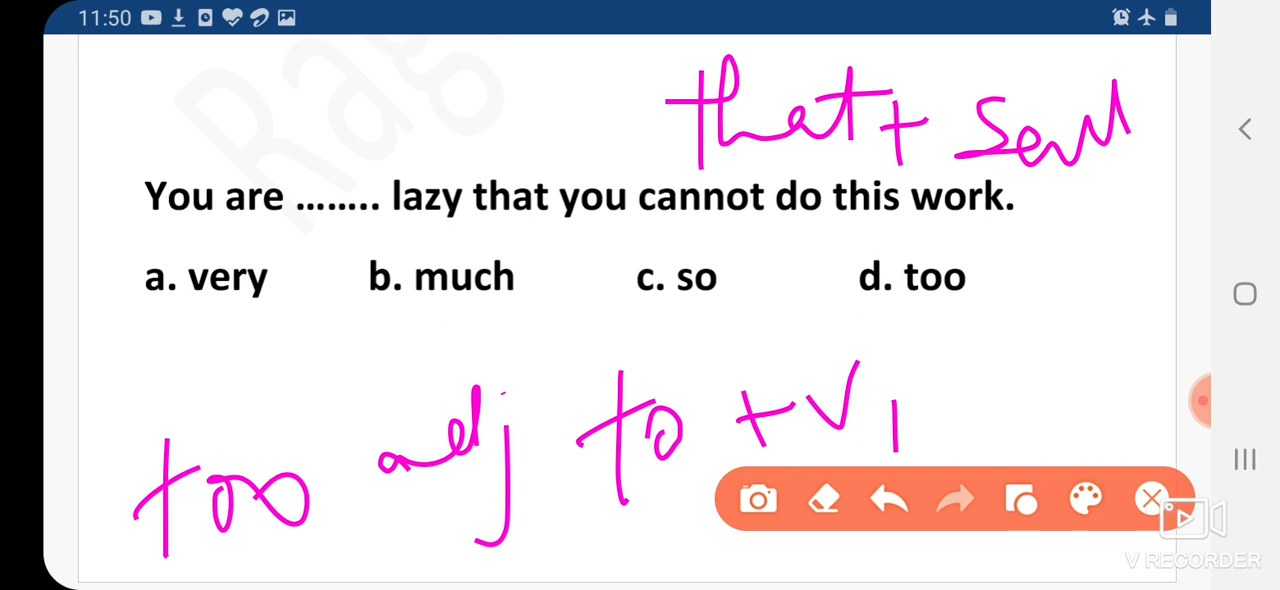 11:50
Rag
that + sen
You are ........ lazy that you cannot do this work.
a. very b. much c. so d. too
too adj to + V1
V RECORDER